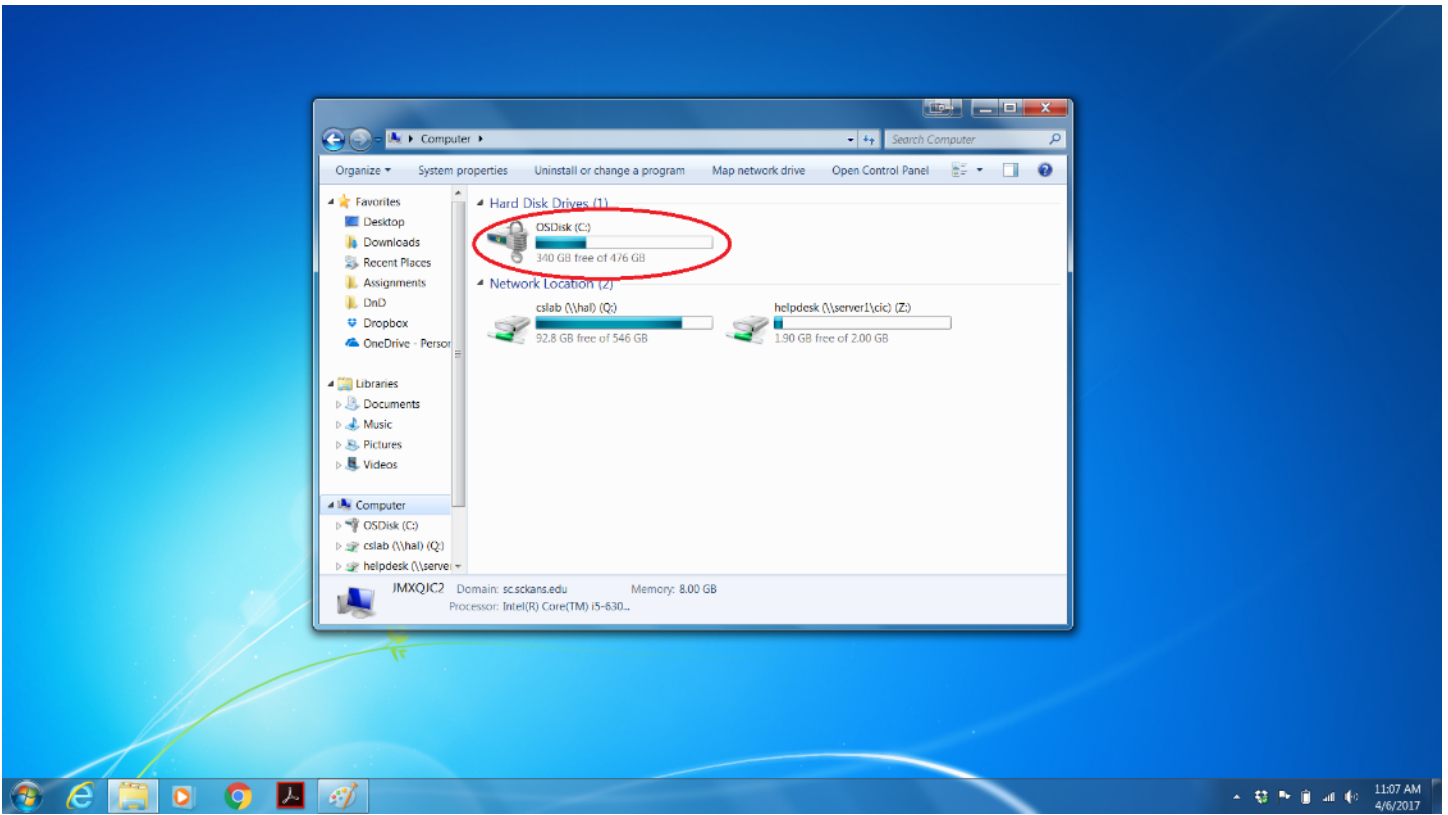 Computer
Search Computer
Organize
System properties
Uninstall or change a program
Map network drive
Open Control Panel
Favorites
Desktop
Downloads
Recent Places
Assignments
DnD
Dropbox
OneDrive - Person
Libraries
Documents
Music
Pictures
Videos
Computer
OSDisk (C:)
cslab (\\hal) (Q:)
helpdesk (\\serve
Hard Disk Drives (1)
OSDisk (C:)
340 GB free of 476 GB
Network Location (2)
cslab (\\hal) (Q:)
92.8 GB free of 546 GB
helpdesk (\\server1\cic) (Z:)
1.90 GB free of 2.00 GB
JMXQJC2 Domain: sc.sckans.edu Memory: 8.00 GB
Processor: Intel(R) Core(TM) i5-630...
11:07 AM
4/6/2017